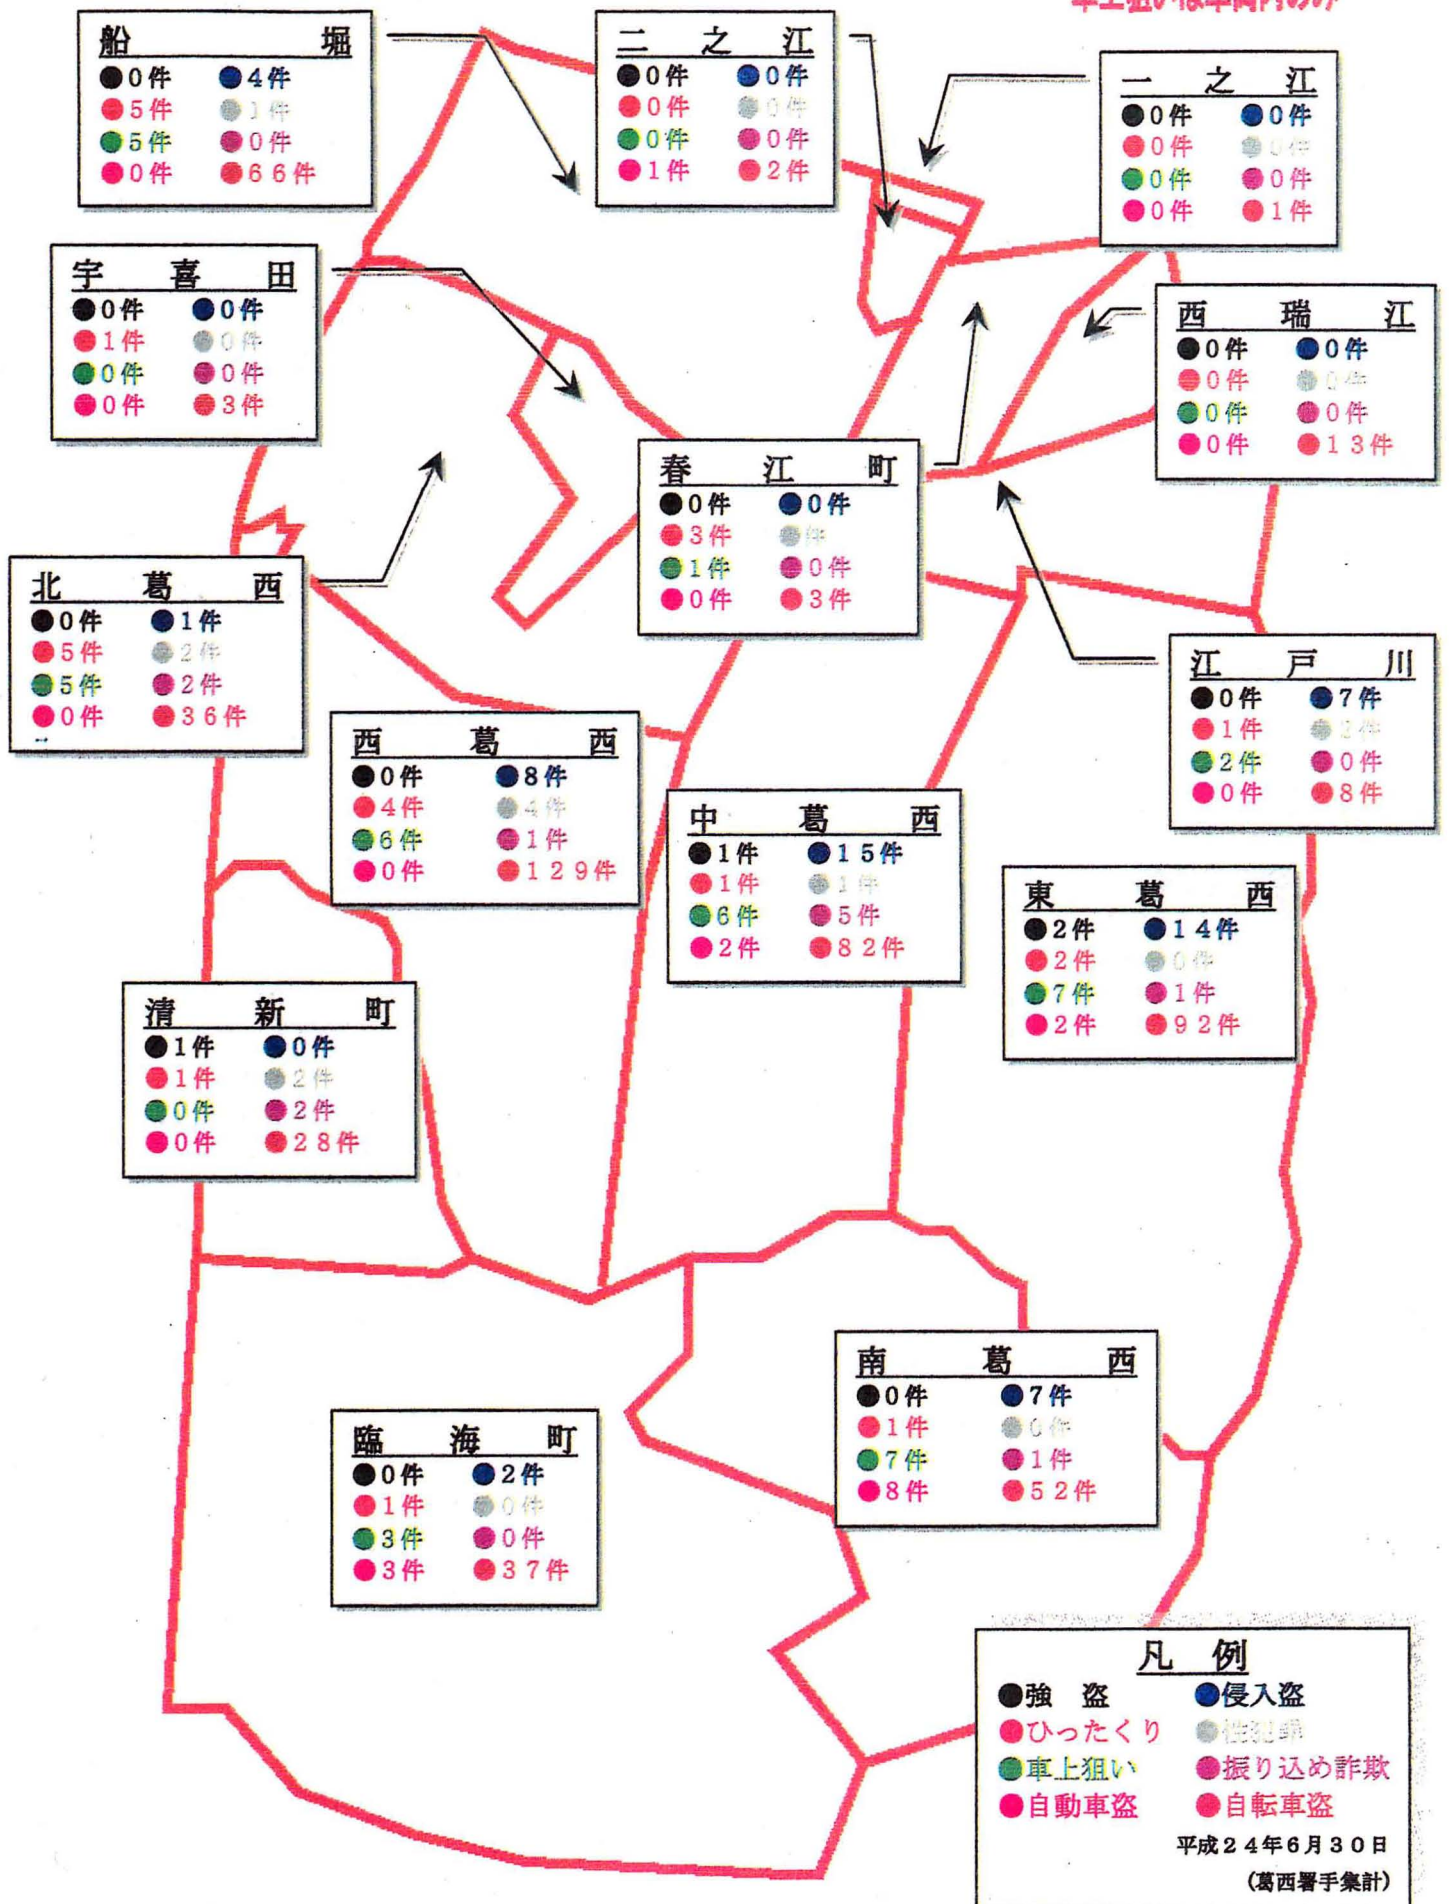 船堀
●0件 ●4件
●5件 ●1件
●5件 ●0件
●0件 ●66件
二之江
●0件 ●0件
●0件 ●0件
●0件 ●0件
●1件 ●2件
一之江
●0件 ●0件
●0件 ●0件
●0件 ●0件
●0件 ●1件
宇喜田
●0件 ●0件
●1件 ●0件
●0件 ●0件
●0件 ●3件
西瑞江
●0件 ●0件
●0件 ●0件
●0件 ●0件
●0件 ●13件
春江町
●0件 ●0件
●3件 ●件
●1件 ●0件
●0件 ●3件
北葛西
●0件 ●1件
●5件 ●2件
●5件 ●2件
●0件 ●36件
江戸川
●0件 ●7件
●1件 ●件
●2件 ●0件
●0件 ●8件
西葛西
●0件 ●8件
●4件 ●4件
●6件 ●1件
●0件 ●129件
中葛西
●1件 ●15件
●1件 ●1件
●6件 ●5件
●2件 ●82件
東葛西
●2件 ●14件
●2件 ●0件
●7件 ●1件
●2件 ●92件
清新町
●1件 ●0件
●1件 ●2件
●0件 ●2件
●0件 ●28件
南葛西
●0件 ●7件
●1件 ●0件
●7件 ●1件
●8件 ●52件
臨海町
●0件 ●2件
●1件 ●0件
●3件 ●0件
●3件 ●37件
凡例
●強盗 ●侵入盗
●ひったくり ●性犯罪
●車上狙い ●振り込め詐欺
●自動車盗 ●自転車盗
平成24年6月30日
(葛西署手集計)